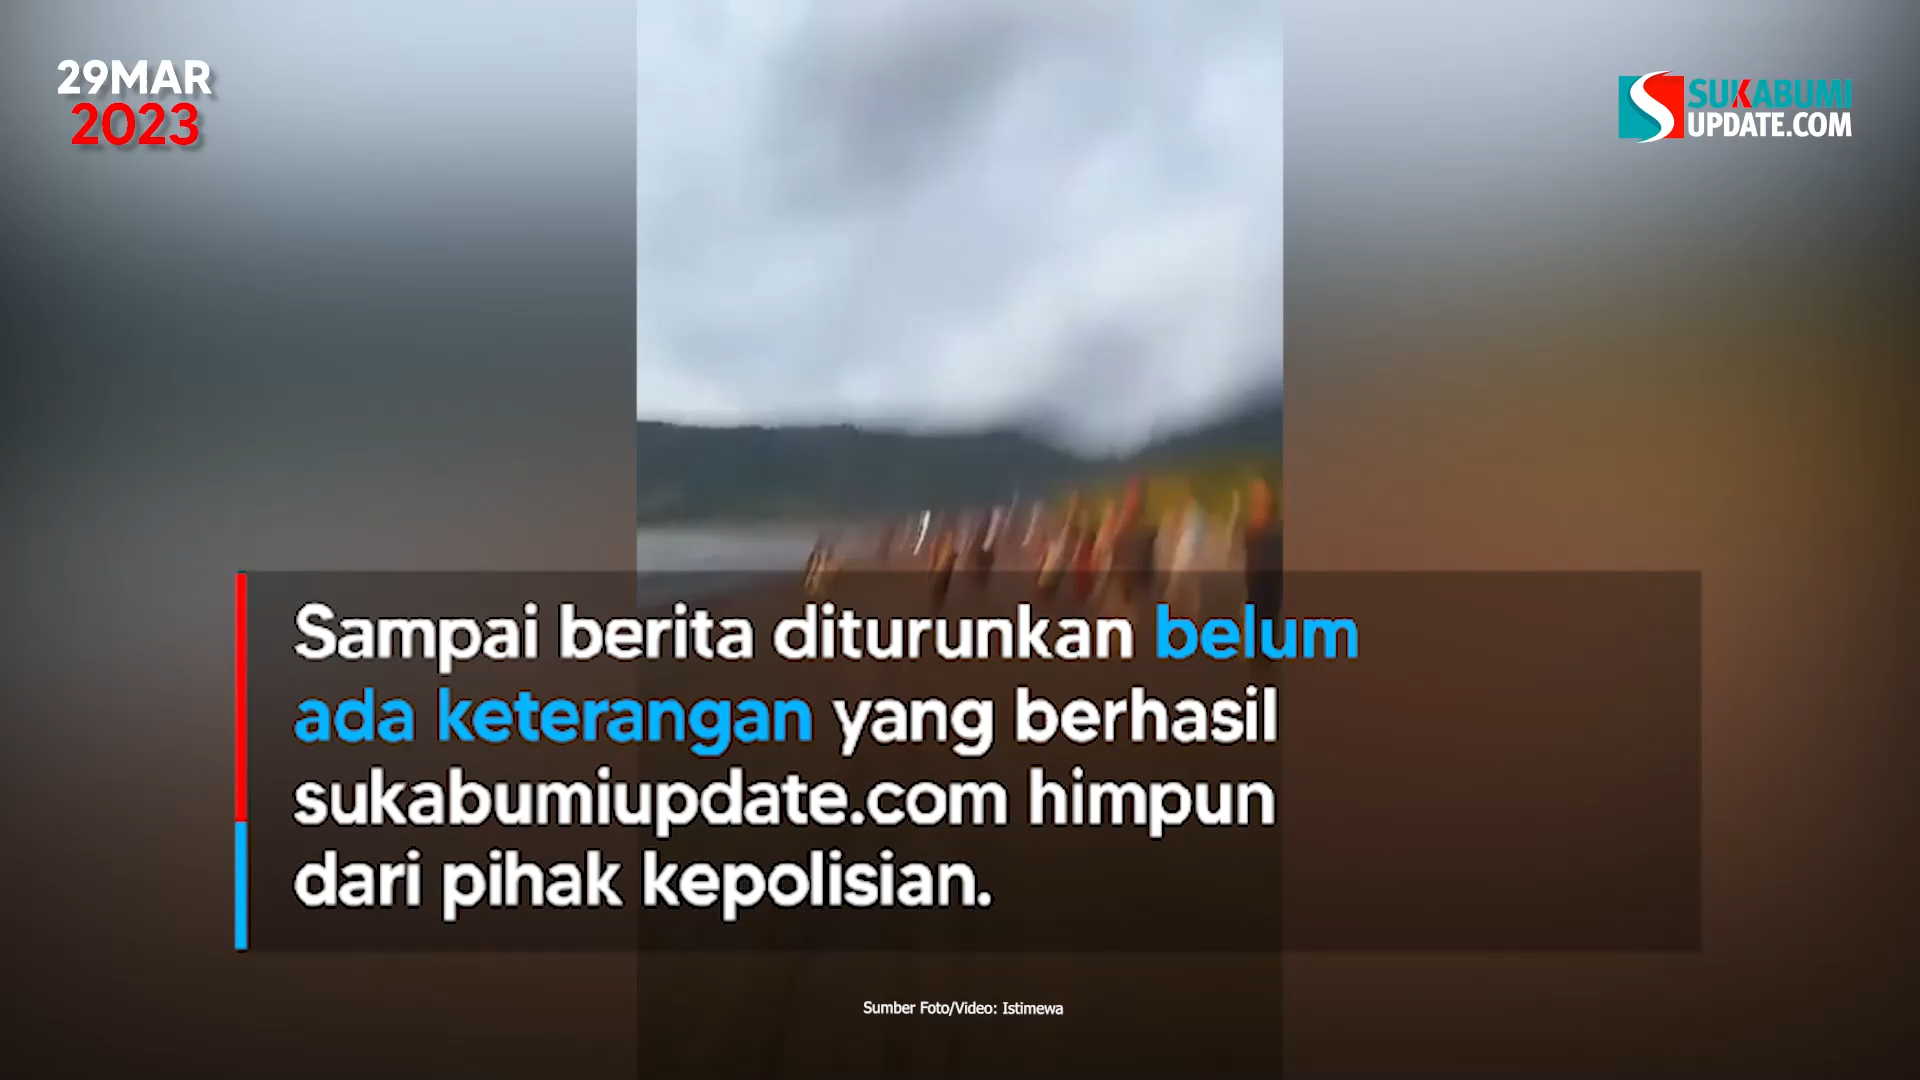 29MAR
2023
SUKABUMI
UPDATE.COM
Sampai berita diturunkan belum
ada keterangan yang berhasil
sukabumiupdate.com himpun
dari pihak kepolisian.
Sumber Foto/Video: Istimewa